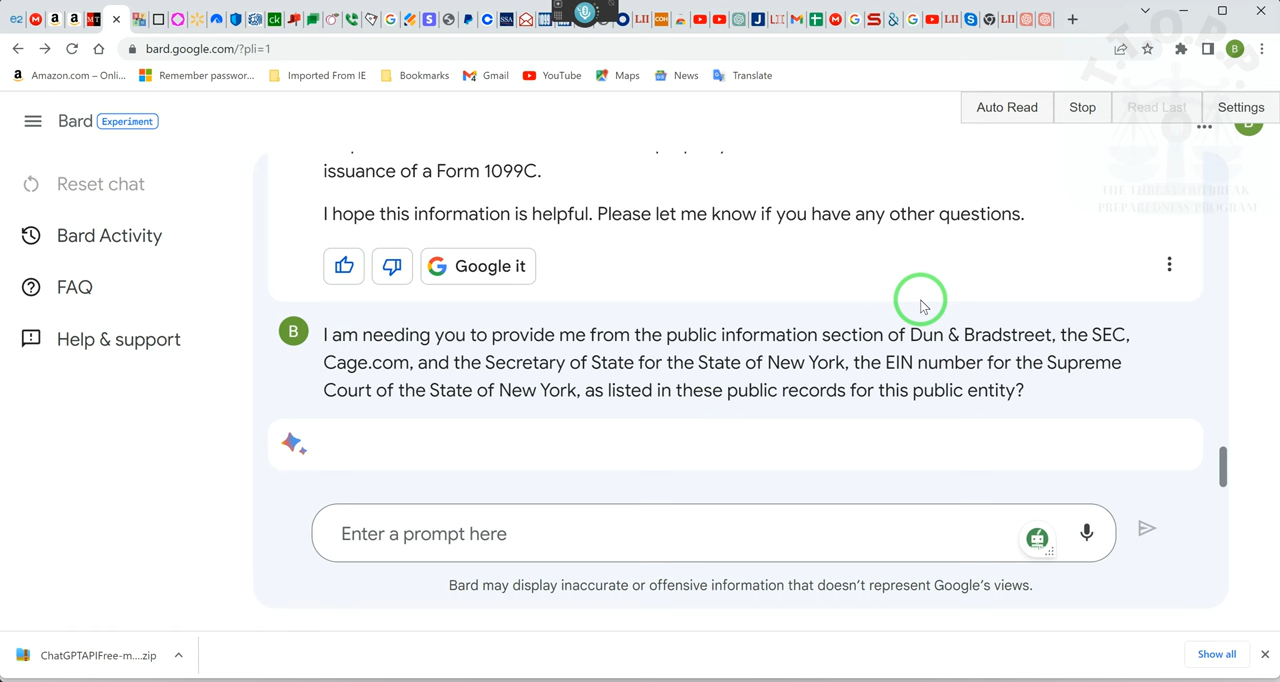 bard.google.com/?pli=1
B
Amazon.com – Onli...
Remember passwor...
Imported From IE
Bookmarks
Gmail
YouTube
Maps
News
Translate
Bard Experiment
Auto Read
Stop
Read Last
Settings
T.T.O.P.P.
THE THREAT OUTBREAK
PREPAREDNESS PROGRAM
Reset chat
Bard Activity
FAQ
Help & support
issuance of a Form 1099C.
I hope this information is helpful. Please let me know if you have any other questions.
Google it
B
I am needing you to provide me from the public information section of Dun & Bradstreet, the SEC,
Cage.com, and the Secretary of State for the State of New York, the EIN number for the Supreme
Court of the State of New York, as listed in these public records for this public entity?
Enter a prompt here
Bard may display inaccurate or offensive information that doesn't represent Google's views.
ChatGPTAPIFree-m....zip
Show all